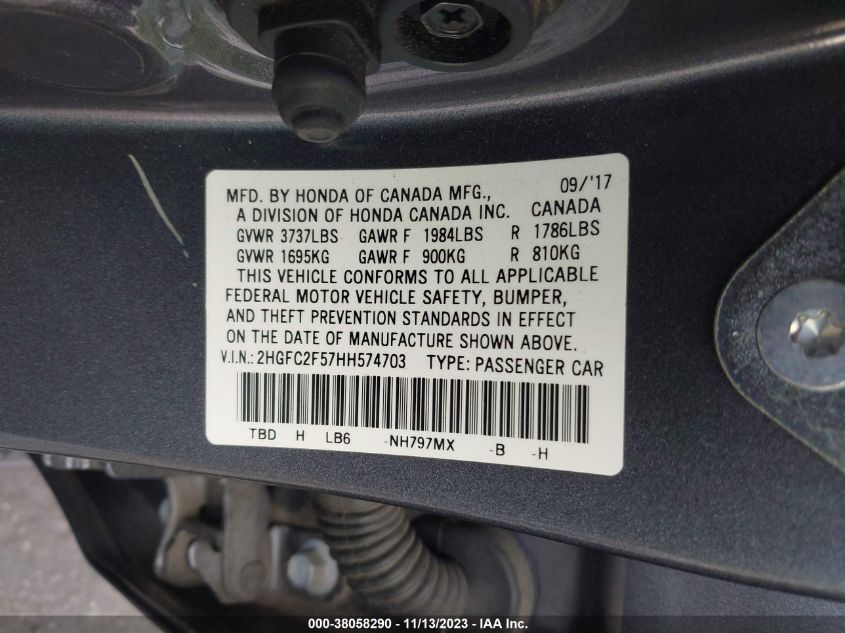 MFD. BY HONDA OF CANADA MFG., 09/'17
A DIVISION OF HONDA CANADA INC. CANADA
GVWR 3737LBS GAWR F 1984LBS R 1786LBS
GVWR 1695KG GAWR F 900KG R 810KG
THIS VEHICLE CONFORMS TO ALL APPLICABLE
FEDERAL MOTOR VEHICLE SAFETY, BUMPER,
AND THEFT PREVENTION STANDARDS IN EFFECT
ON THE DATE OF MANUFACTURE SHOWN ABOVE.
V.I.N.: 2HGFC2F57HH574703 TYPE: PASSENGER CAR
TBD H LB6 -NH797MX -B -H
000-38058290 - 11/13/2023 - IAA Inc.